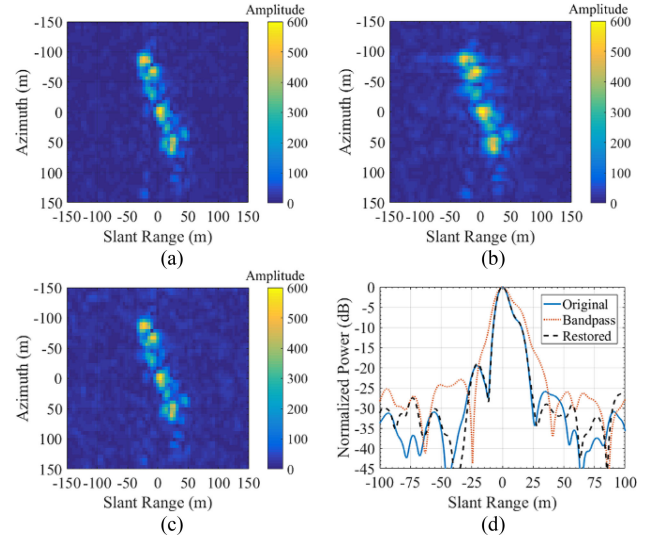 Amplitude
-150
-100
-50
0
50
100
150
Azimuth (m)
-150 -100 -50 0 50 100 150
Slant Range (m)
600
500
400
300
200
100
0
(a)
Amplitude
-150
-100
-50
0
50
100
150
Azimuth (m)
-150 -100 -50 0 50 100 150
Slant Range (m)
600
500
400
300
200
100
0
(b)
Amplitude
-150
-100
-50
0
50
100
150
Azimuth (m)
-150 -100 -50 0 50 100 150
Slant Range (m)
600
500
400
300
200
100
0
(c)
0
-5
-10
-15
-20
-25
-30
-35
-40
-45
Normalized Power (dB)
Original
Bandpass
Restored
-100 -75 -50 -25 0 25 50 75 100
Slant Range (m)
(d)